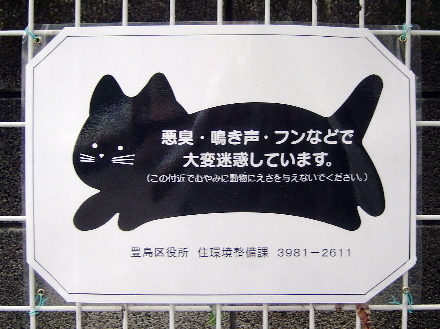 悪臭・鳴き声・フンなどで
大変迷惑しています。
(この付近でむやみに動物にえさを与えないでください。)
豊島区役所 住環境整備課 3981-2611